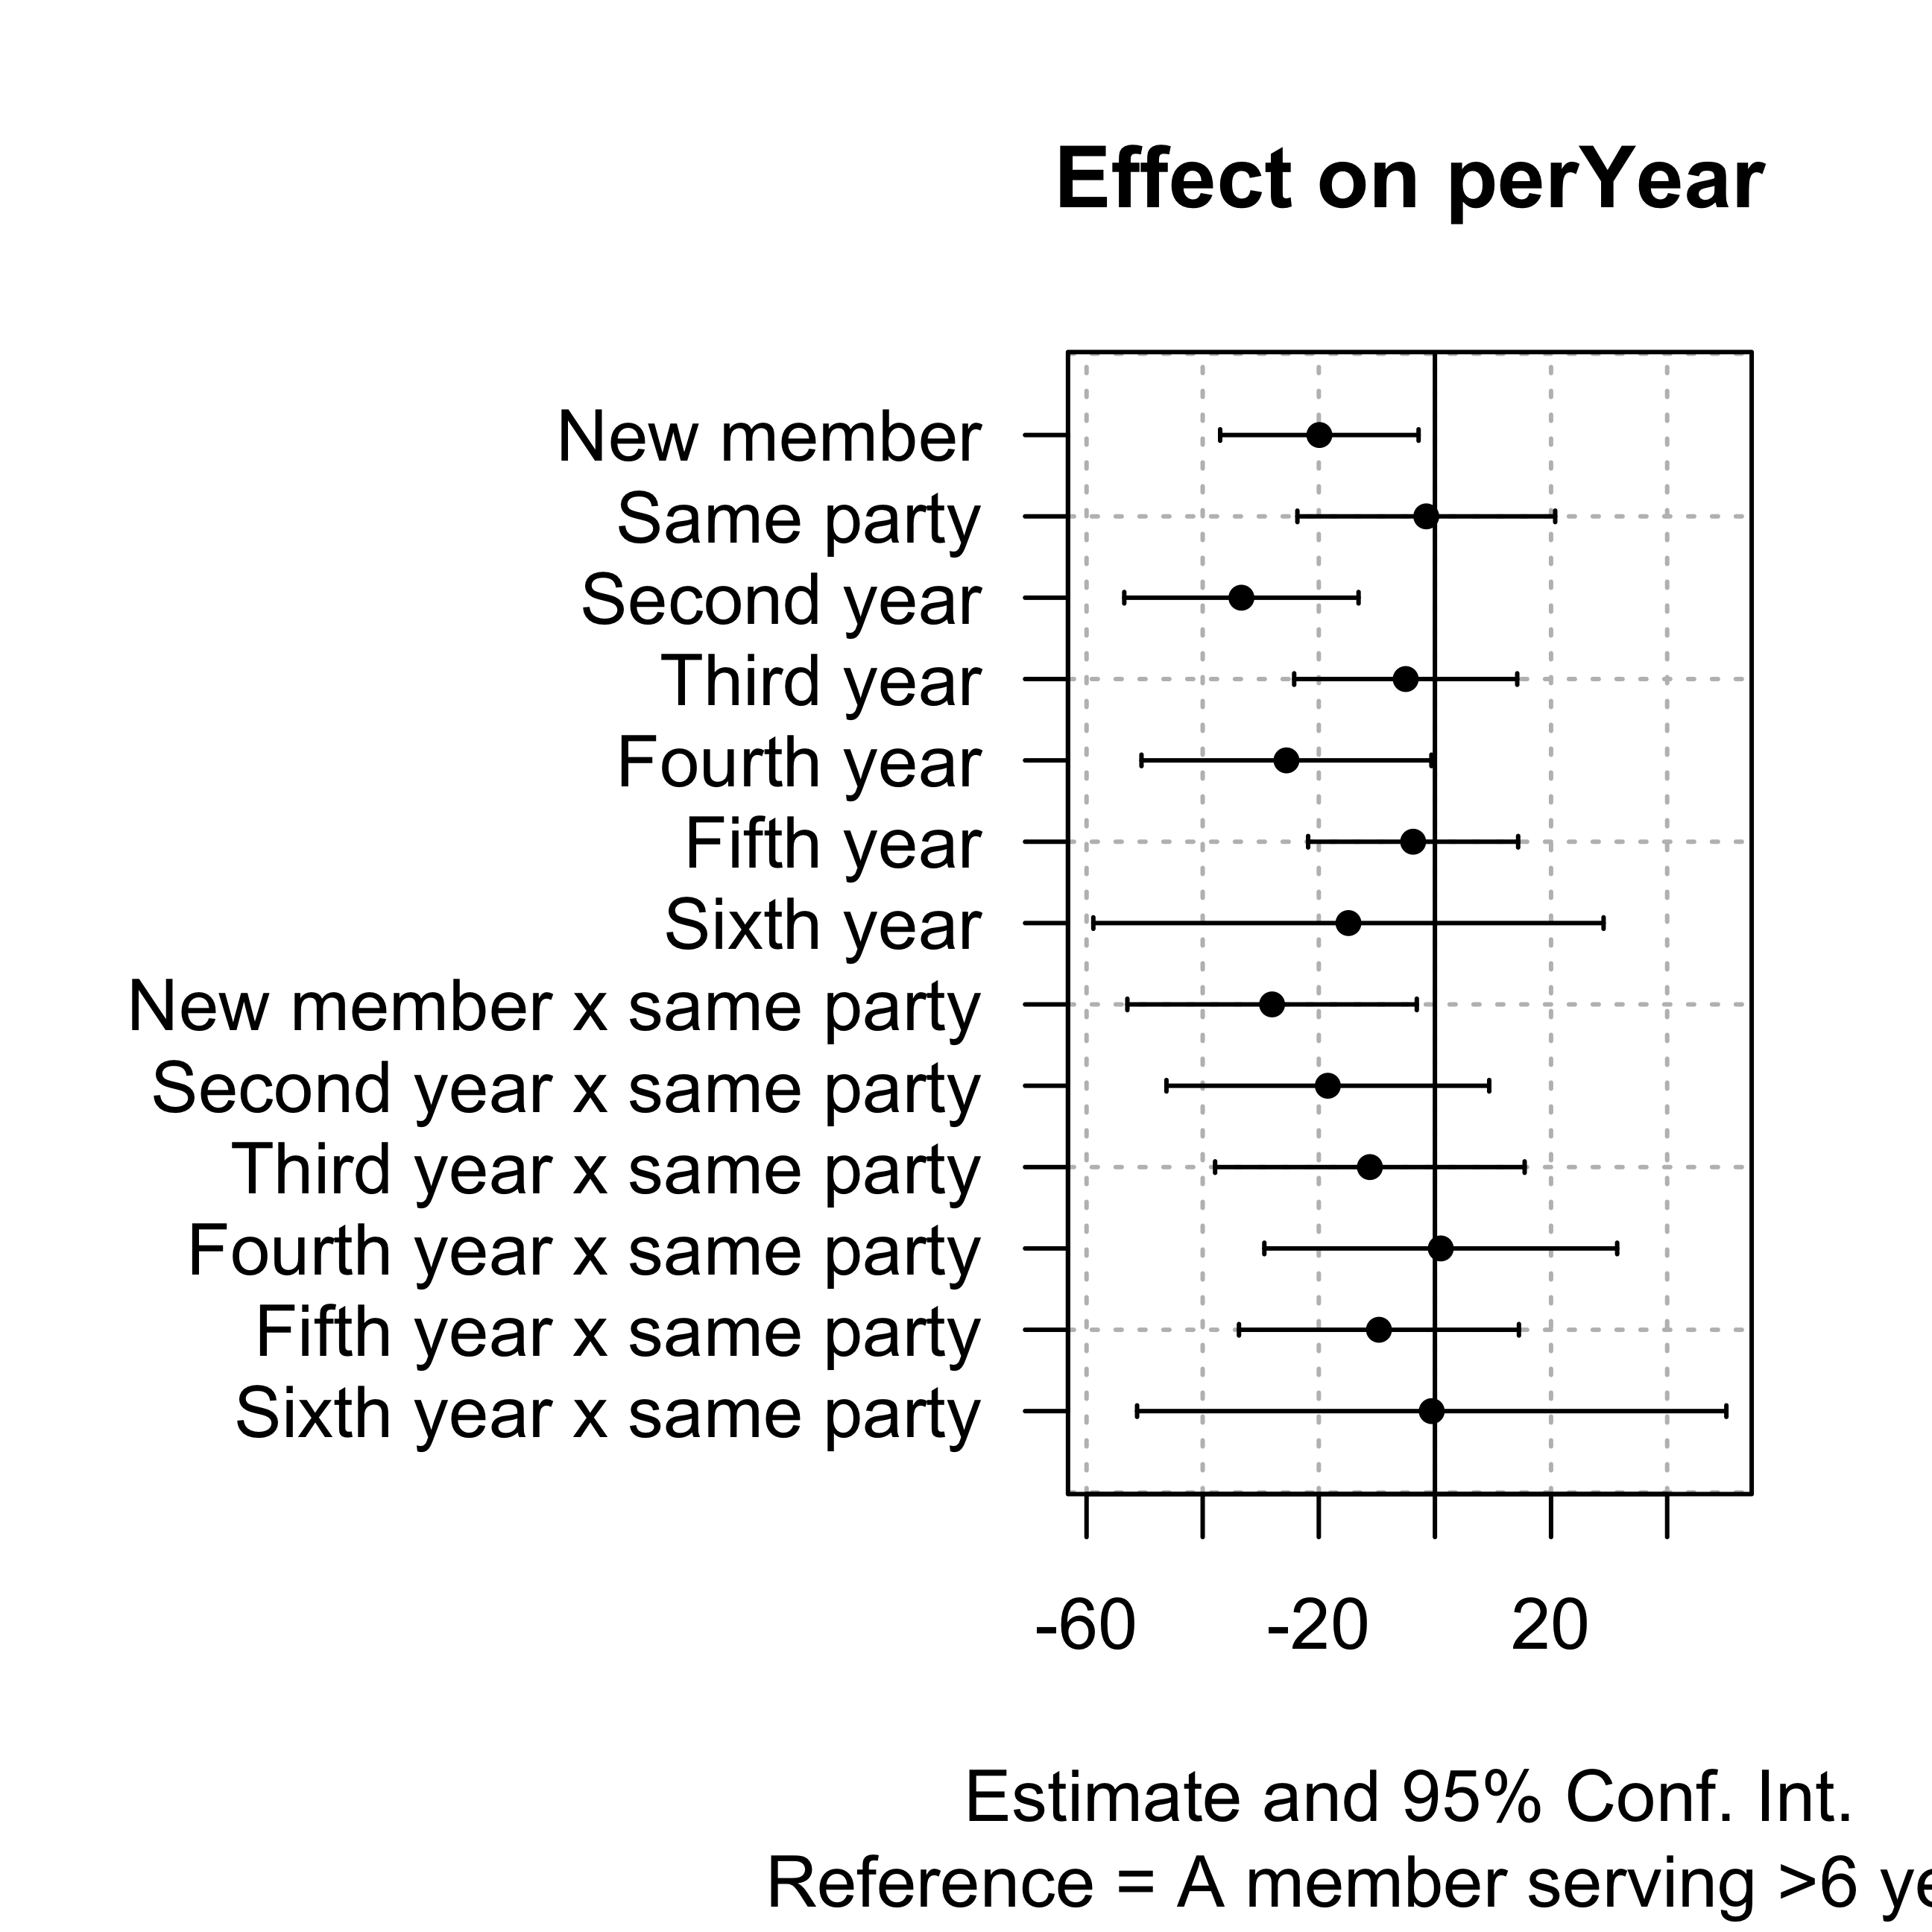 Effect on perYear
New member
Same party
Second year
Third year
Fourth year
Fifth year
Sixth year
New member x same party
Second year x same party
Third year x same party
Fourth year x same party
Fifth year x same party
Sixth year x same party
-60 -20 20
Estimate and 95% Conf. Int.
Reference = A member serving >6 ye